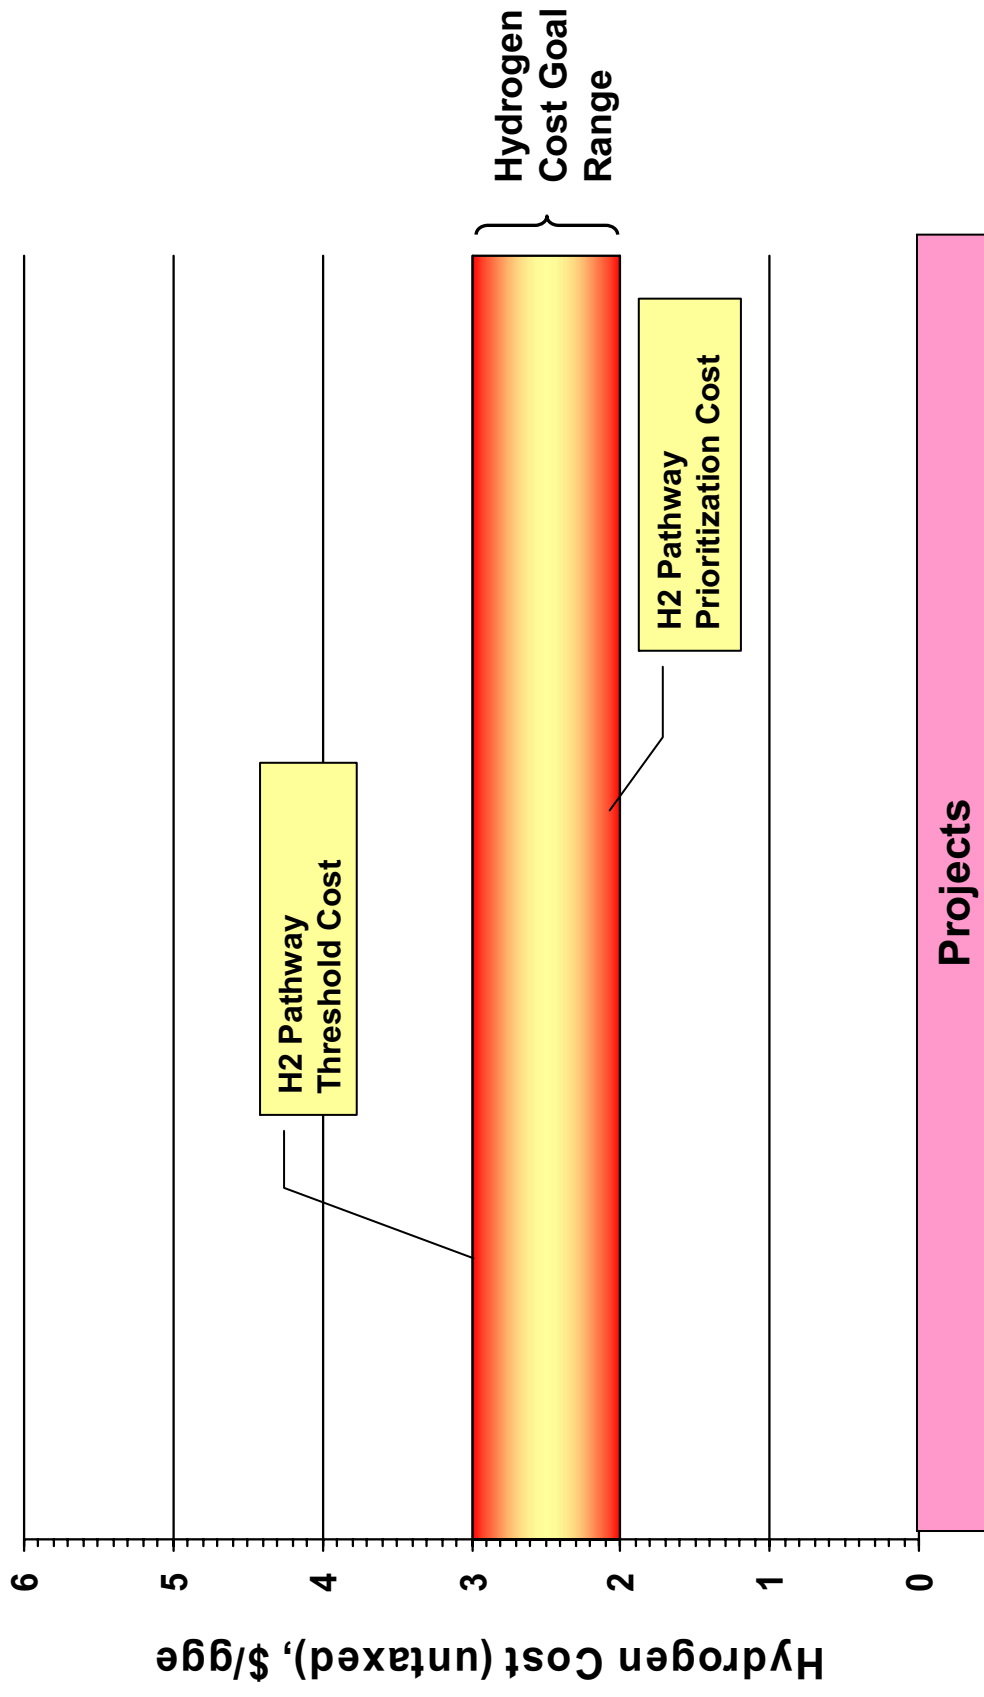 Hydrogen Cost (untaxed), $/gge
6
5
4
3
2
1
0
H2 Pathway
Threshold Cost
H2 Pathway
Prioritization Cost
Hydrogen
Cost Goal
Range
Projects